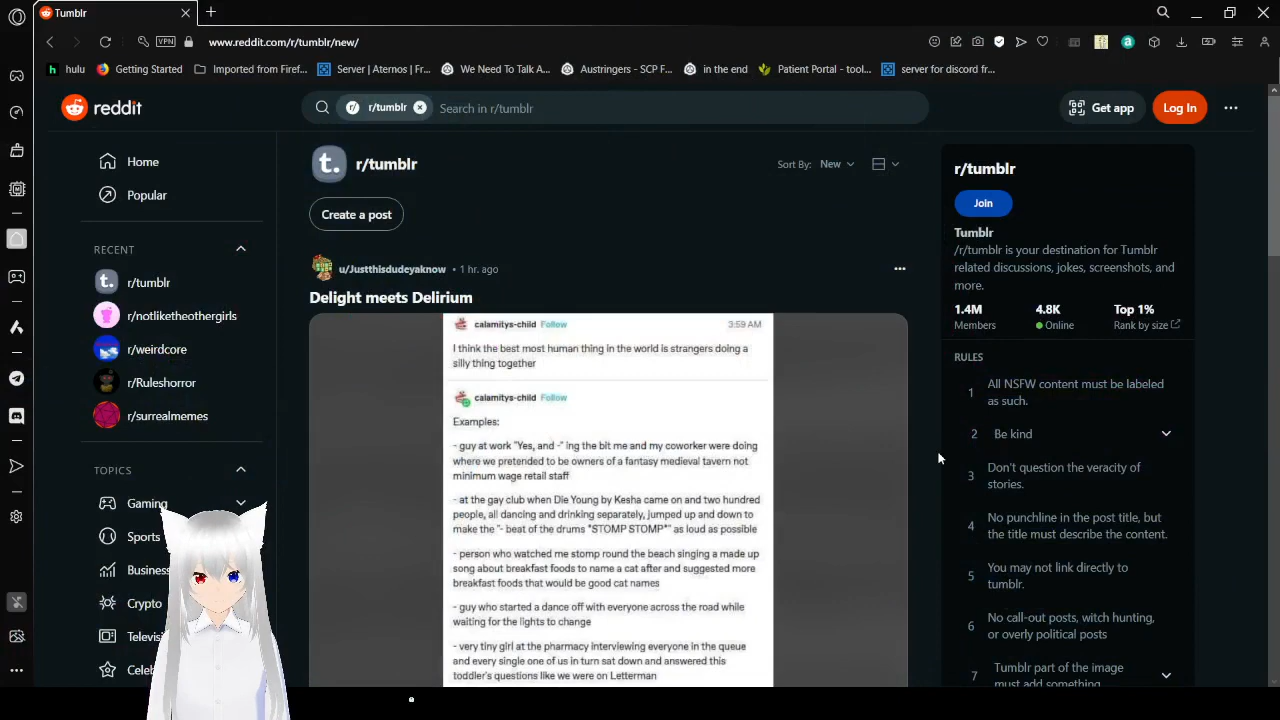 Tumblr
VPN
www.reddit.com/r/tumblr/new/
h hulu
Getting Started
Imported from Firef...
Server | Aternos | Fr...
We Need To Talk A...
Austringers - SCP F...
in the end
Patient Portal - tool...
server for discord fr...
reddit
r/ r/tumblr
Search in r/tumblr
Get app
Log In
Home
Popular
RECENT
r/tumblr
r/notliketheothergirls
r/weirdcore
r/Ruleshorror
r/surrealmemes
TOPICS
Gaming
Sports
Business
Crypto
Televisi
Celeb
t. r/tumblr
Sort By: New
Create a post
u/Justthisdudeyaknow • 1 hr. ago
Delight meets Delirium
calamitys-child Follow 3:59 AM
I think the best most human thing in the world is strangers doing a
silly thing together
calamitys-child Follow
Examples:
- guy at work "Yes, and -" ing the bit me and my coworker were doing
where we pretended to be owners of a fantasy medieval tavern not
minimum wage retail staff
- at the gay club when Die Young by Kesha came on and two hundred
people, all dancing and drinking separately, jumped up and down to
make the "- beat of the drums *STOMP STOMP*" as loud as possible
- person who watched me stomp round the beach singing a made up
song about breakfast foods to name a cat after and suggested more
breakfast foods that would be good cat names
- guy who started a dance off with everyone across the road while
waiting for the lights to change
- very tiny girl at the pharmacy interviewing everyone in the queue
and every single one of us in turn sat down and answered this
toddler's questions like we were on Letterman
r/tumblr
Join
Tumblr
/r/tumblr is your destination for Tumblr
related discussions, jokes, screenshots, and
more.
1.4M 4.8K Top 1%
Members Online Rank by size
RULES
1 All NSFW content must be labeled
as such.
2 Be kind
3 Don't question the veracity of
stories.
4 No punchline in the post title, but
the title must describe the content.
5 You may not link directly to
tumblr.
6 No call-out posts, witch hunting,
or overly political posts
7 Tumblr part of the image
must add something